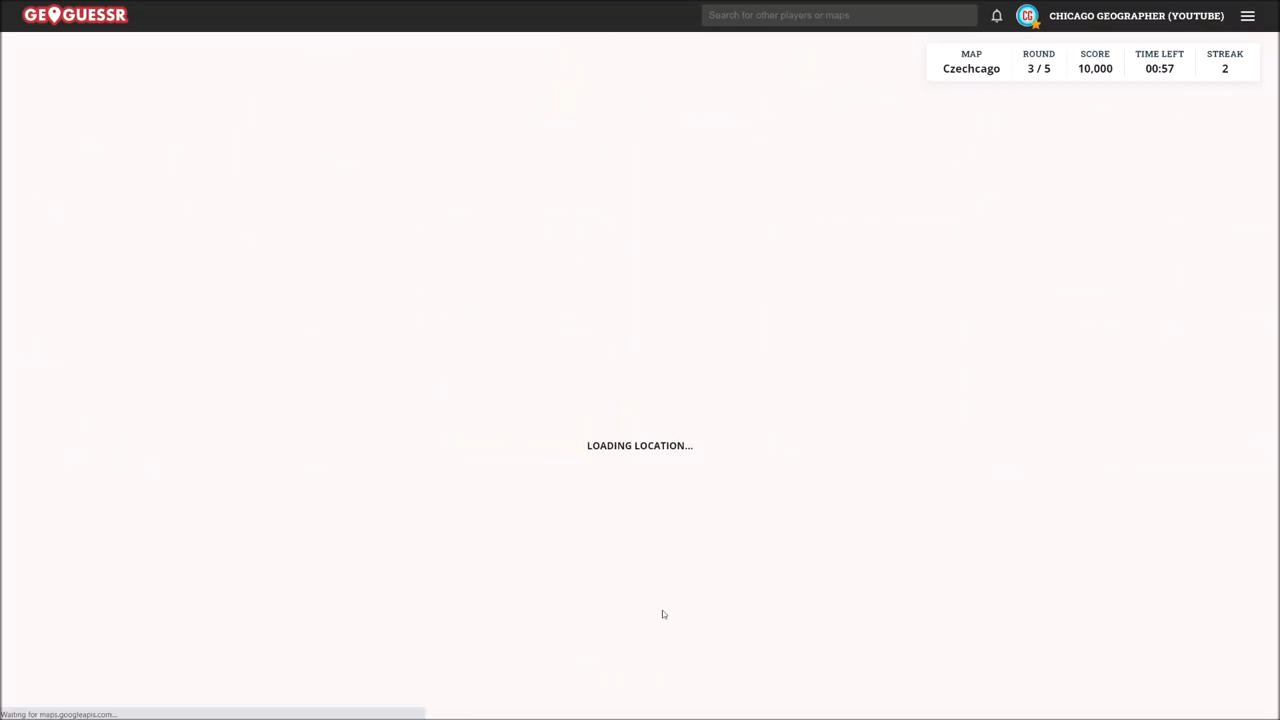 GEOGUESSR
Search for other players or maps
CG
CHICAGO GEOGRAPHER (YOUTUBE)
MAP ROUND SCORE TIME LEFT STREAK
Czechcago 3 / 5 10,000 00:57 2
LOADING LOCATION...
Waiting for maps.googleapis.com...